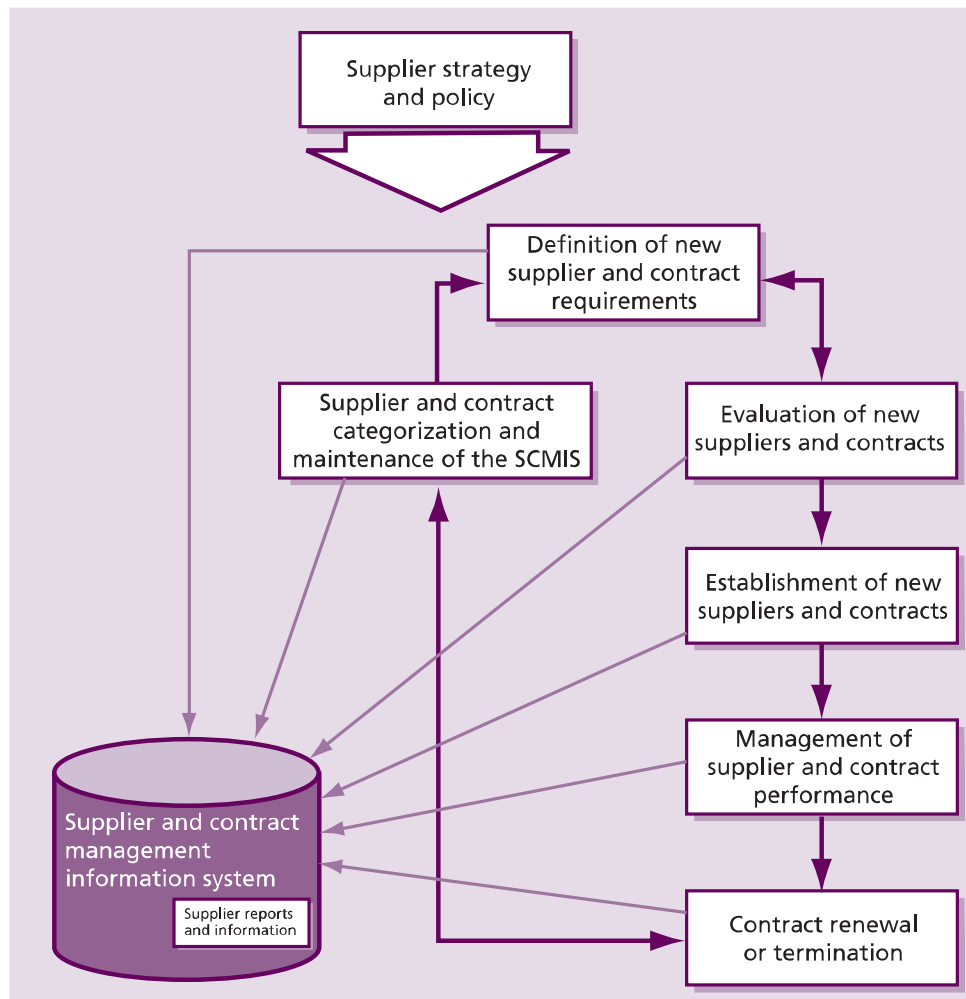 Supplier strategy
and policy
Definition of new
supplier and contract
requirements
Supplier and contract
categorization and
maintenance of the SCMIS
Evaluation of new
suppliers and contracts
Establishment of new
suppliers and contracts
Management of
supplier and contract
performance
Supplier and contract
management
information system
Supplier reports
and information
Contract renewal
or termination